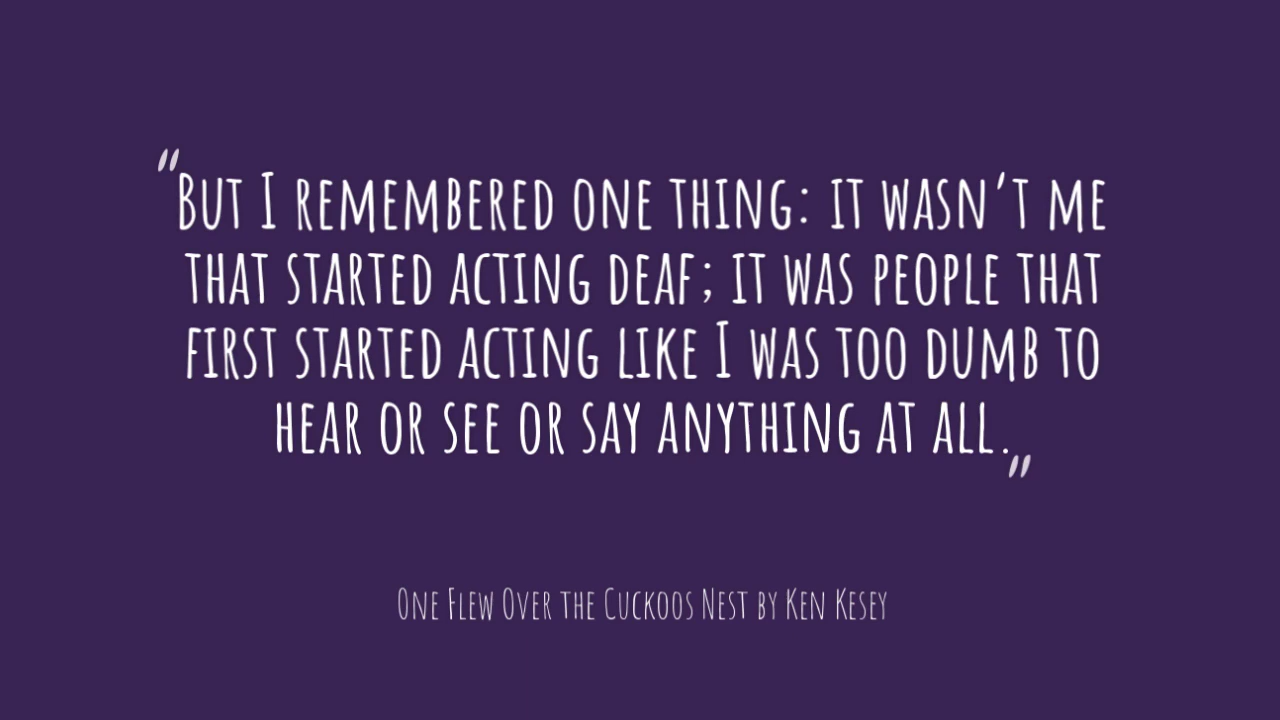 "But I remembered one thing: it wasn't me
that started acting deaf; it was people that
first started acting like I was too dumb to
hear or see or say anything at all."
One Flew Over the Cuckoos Nest by Ken Kesey